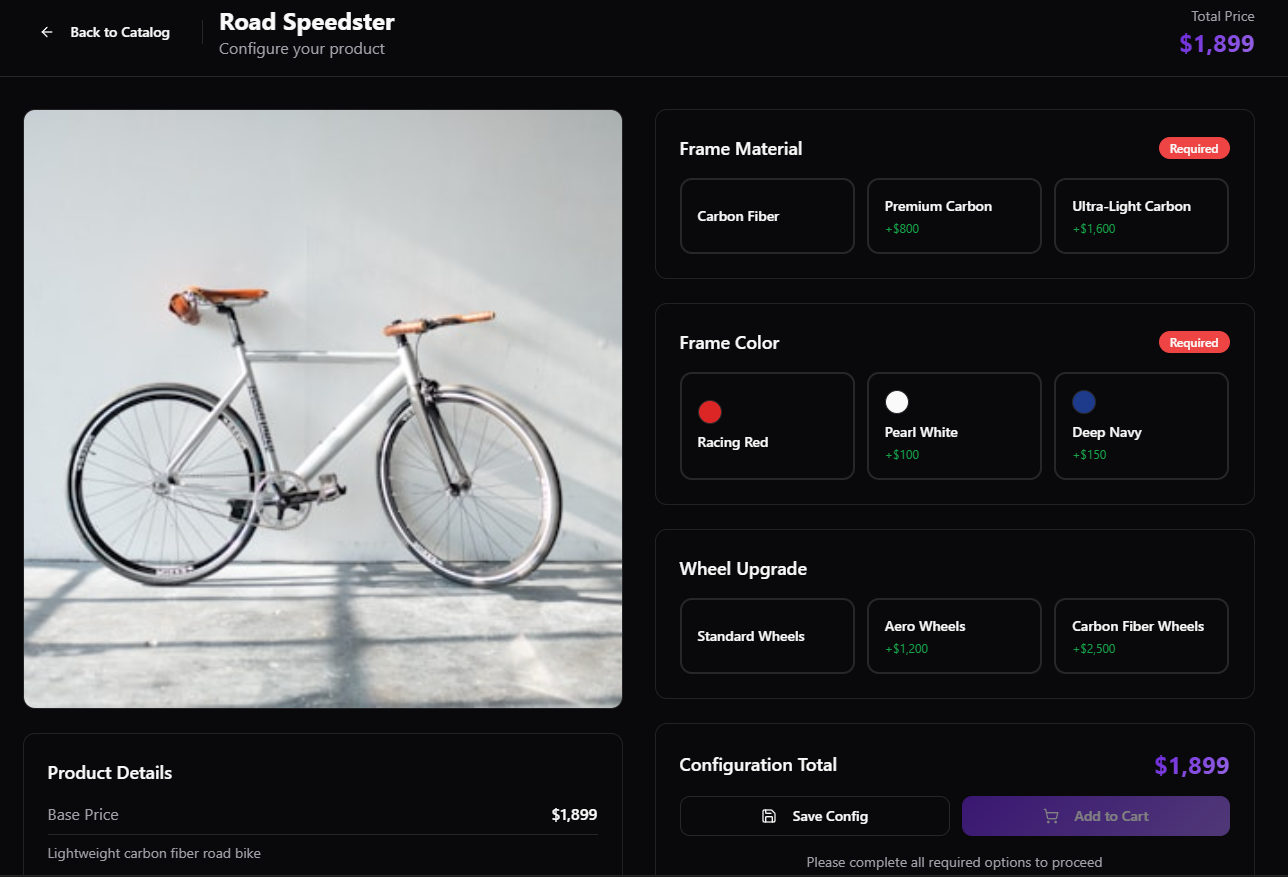 Back to Catalog
Road Speedster
Configure your product
Total Price
$1,899
Frame Material
Required
Carbon Fiber
Premium Carbon
+$800
Ultra-Light Carbon
+$1,600
Frame Color
Required
Racing Red
Pearl White
+$100
Deep Navy
+$150
Wheel Upgrade
Standard Wheels
Aero Wheels
+$1,200
Carbon Fiber Wheels
+$2,500
Product Details
Base Price
$1,899
Lightweight carbon fiber road bike
Configuration Total
$1,899
Save Config
Add to Cart
Please complete all required options to proceed